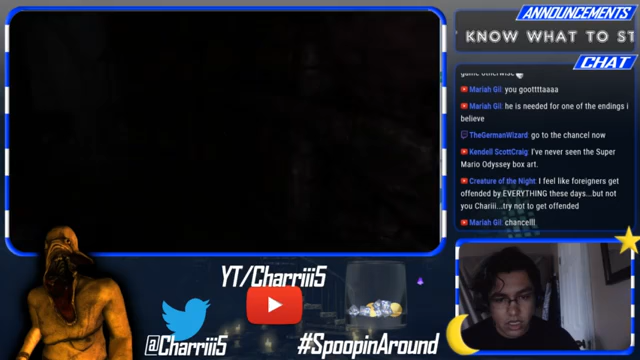 ANNOUNCEMENTS
KNOW WHAT TO ST
CHAT
game otherwise
Mariah Gil: you goottttaaaa
Mariah Gil: he is needed for one of the endings i
believe
TheGermanWizard: go to the chancel now
Kendell ScottCraig: I've never seen the Super
Mario Odyssey box art.
Creature of the Night: I feel like foreigners get
offended by EVERYTHING these days...but not
you Chariii...try not to get offended
Mariah Gil: chancel!!
YT/Charriii5
@Charriii5
#SpoopinAround